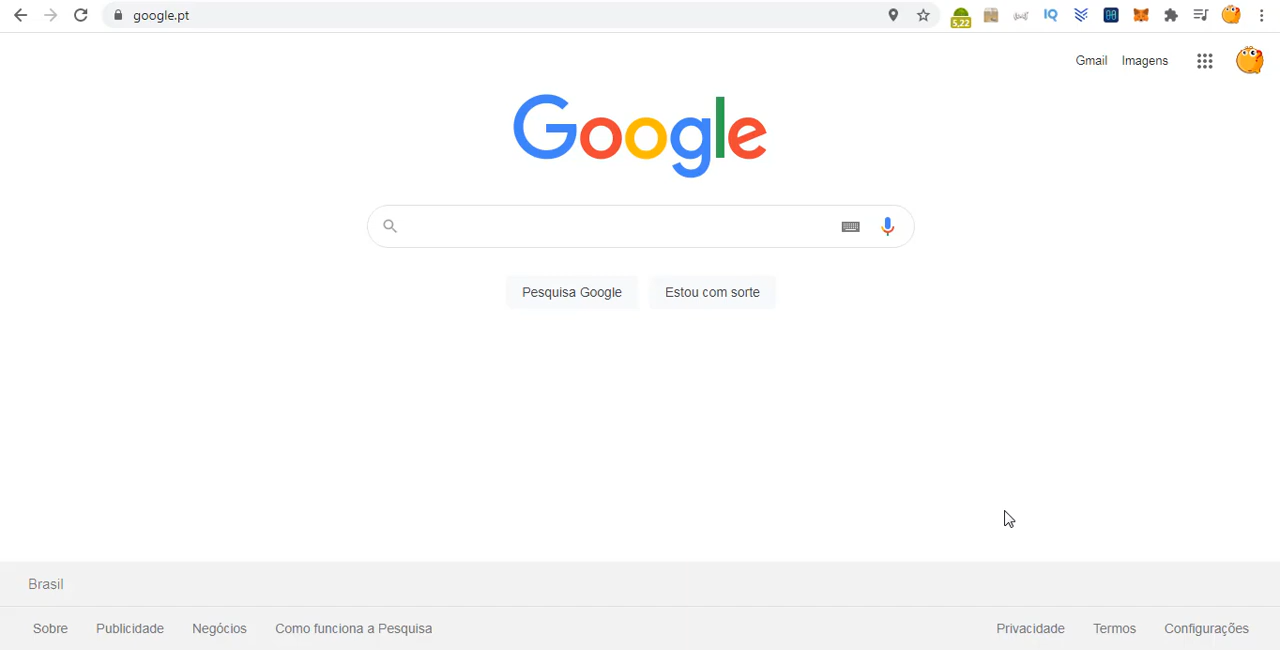 google.pt
5,22
IQ
Gmail Imagens
Google
Pesquisa Google Estou com sorte
Brasil
Sobre Publicidade Negócios Como funciona a Pesquisa Privacidade Termos Configurações